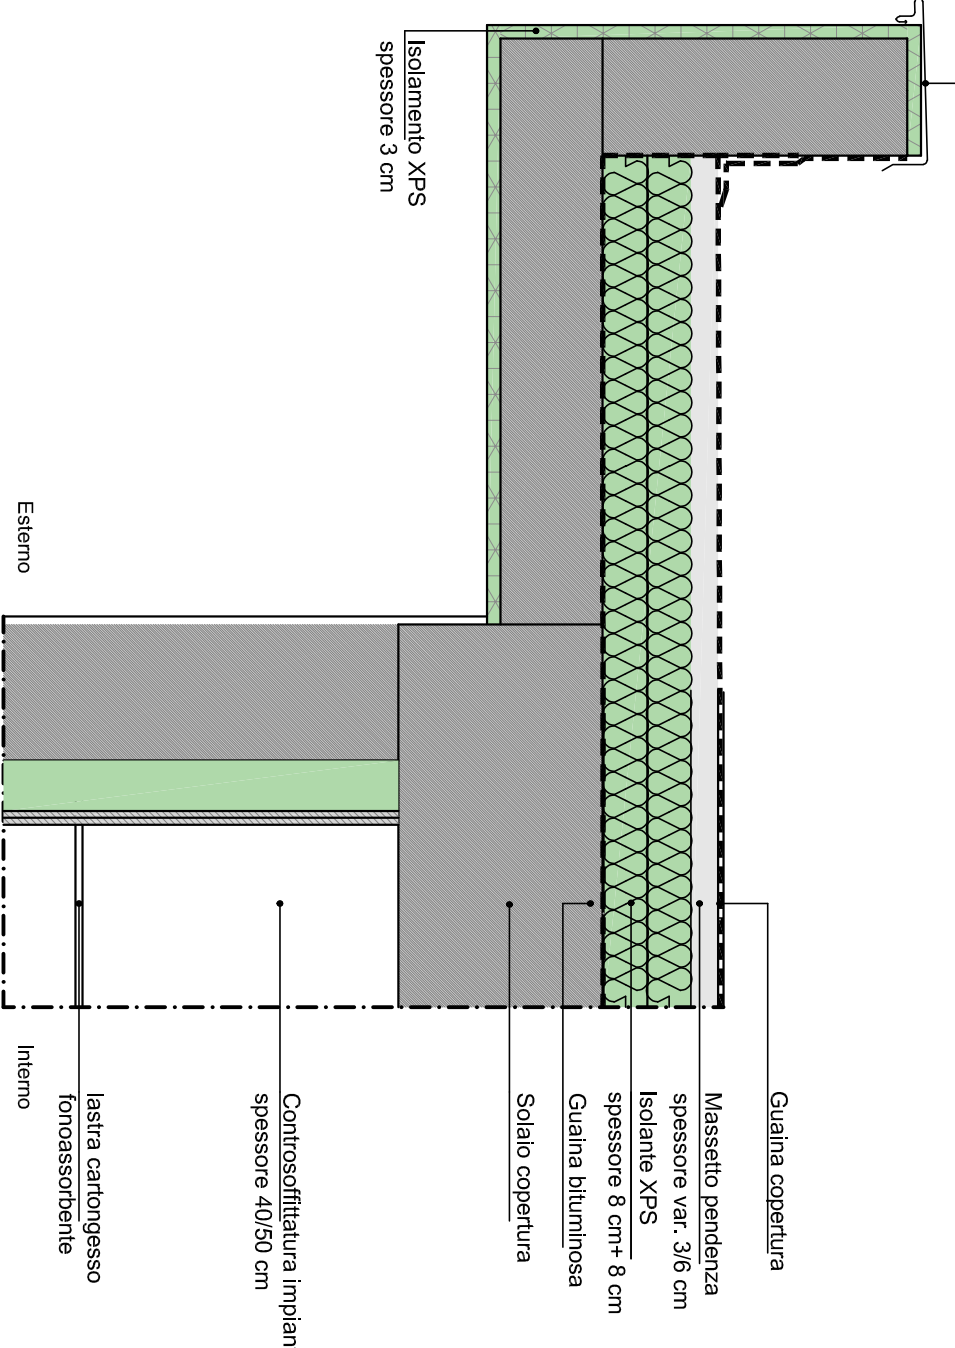 Isolamento XPS
spessore 3 cm
Esterno
Guaina copertura
Massetto pendenza
spessore var. 3/6 cm
Isolante XPS
spessore 8 cm+ 8 cm
Guaina bituminosa
Solaio copertura
Controsoffittatura impian
spessore 40/50 cm
lastra cartongesso
fonoassorbente
Interno